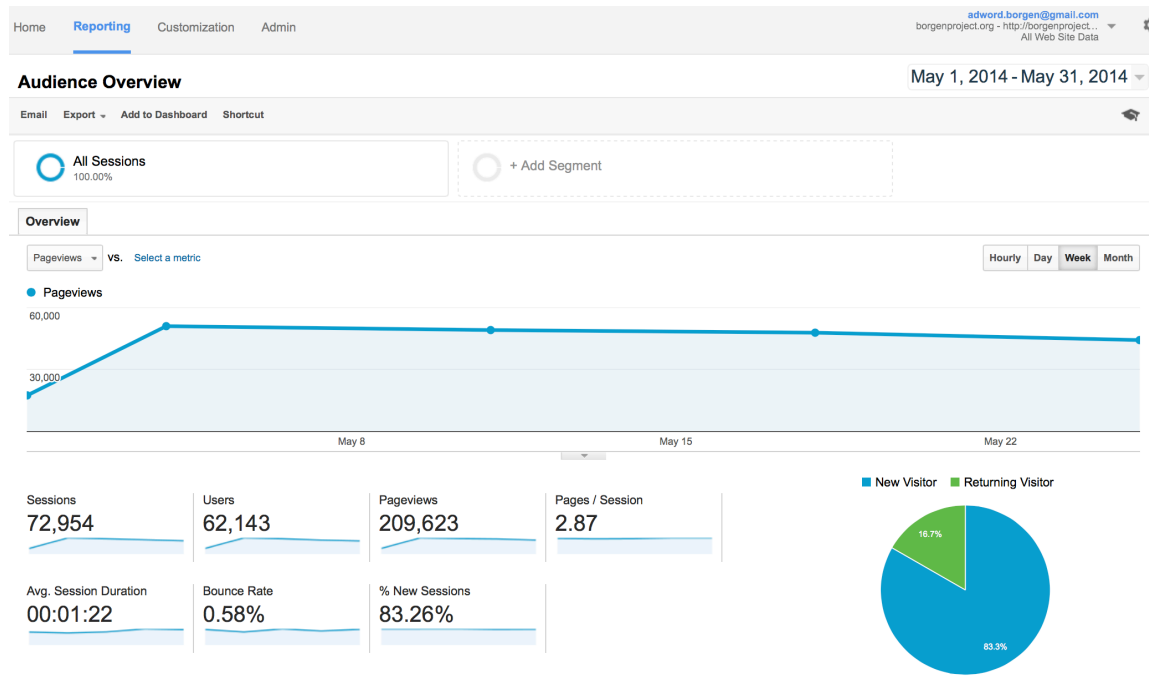 Home Reporting Customization Admin
adword.borgen@gmail.com
borgenproject.org - http://borgenproject...
All Web Site Data
Audience Overview
May 1, 2014 - May 31, 2014
Email Export Add to Dashboard Shortcut
All Sessions
100.00%
+ Add Segment
Overview
Pageviews VS. Select a metric
Hourly Day Week Month
Pageviews
60,000
30,000
May 8 May 15 May 22
New Visitor Returning Visitor
Sessions Users Pageviews Pages / Session
72,954 62,143 209,623 2.87
16.7%
Avg. Session Duration Bounce Rate % New Sessions
00:01:22 0.58% 83.26%
83.3%